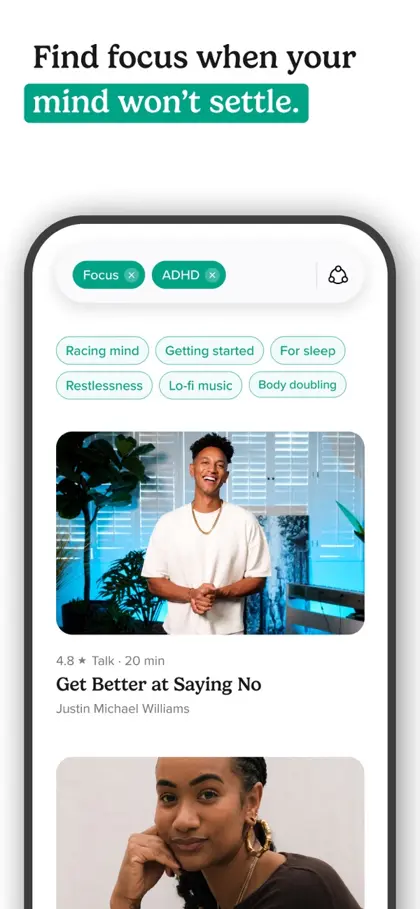 Find focus when your
mind won’t settle.
Focus ADHD
Racing mind Getting started For sleep
Restlessness Lo-fi music Body doubling
4.8 ★ Talk · 20 min
Get Better at Saying No
Justin Michael Williams